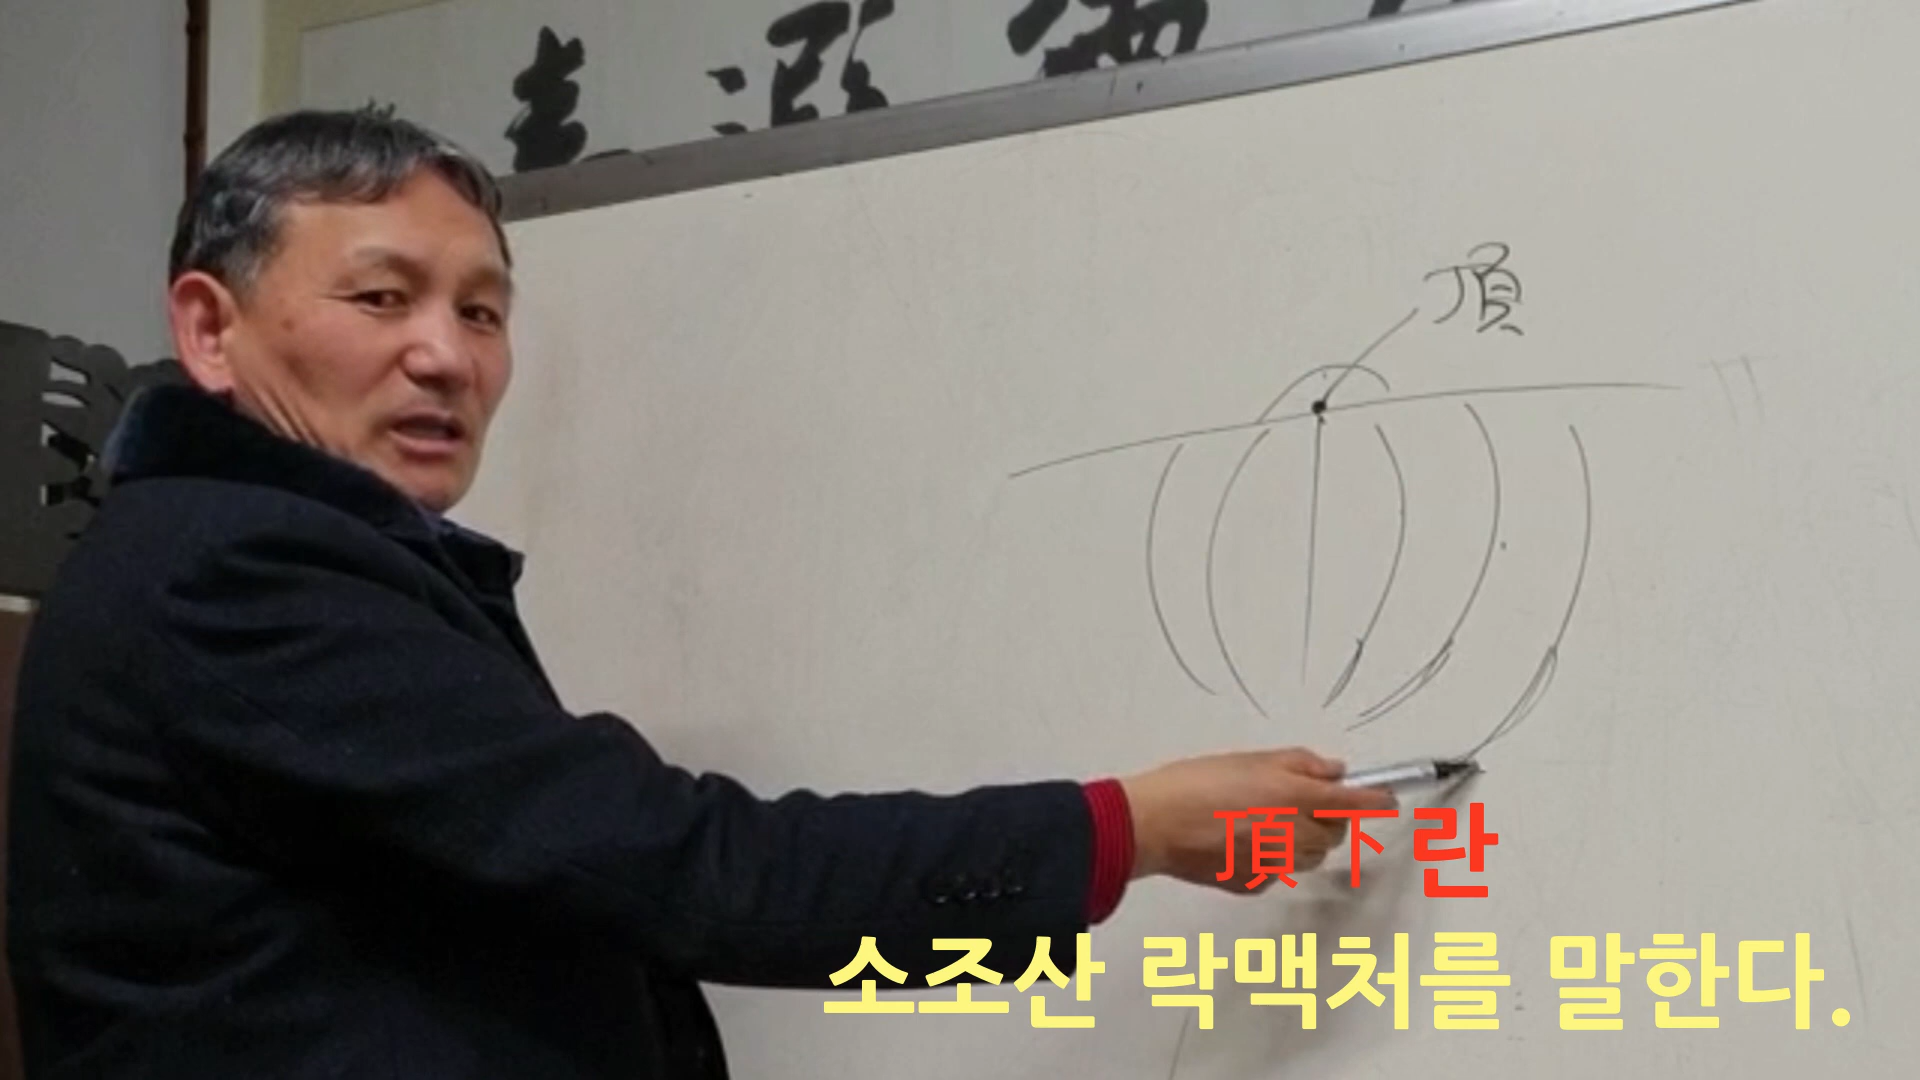 頂
頂下란
소조산 락맥처를 말한다.